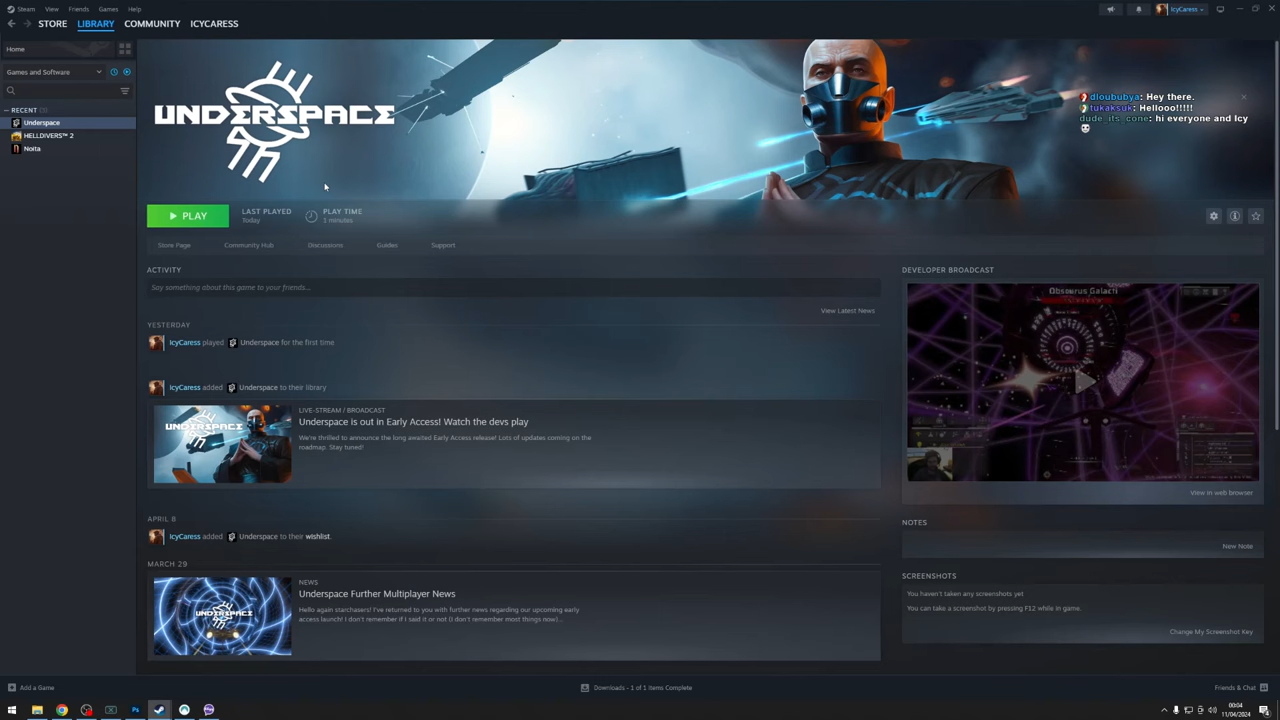 Steam View Friends Games Help
IcyCaress
STORE LIBRARY COMMUNITY ICYCARESS
Home
Games and Software
RECENT (3)
Underspace
HELLDIVERS™ 2
Noita
UNDERSPACE
dloububya: Hey there.
tukaksuk: Hellooo!!!!!
dude_its_cone: hi everyone and Icy
PLAY
LAST PLAYED
Today
PLAY TIME
2 minutes
Store Page Community Hub Discussions Guides Support
ACTIVITY
Say something about this game to your friends...
View Latest News
YESTERDAY
IcyCaress played Underspace for the first time
IcyCaress added Underspace to their library
UNDERSPACE
LIVE-STREAM / BROADCAST
Underspace is out in Early Access! Watch the devs play
We're thrilled to announce the long awaited Early Access release! Lots of updates coming on the
roadmap. Stay tuned!
APRIL 8
IcyCaress added Underspace to their wishlist.
MARCH 29
UNDERSPACE
NEWS
Underspace Further Multiplayer News
Hello again starchasers! I've returned to you with further news regarding our upcoming early
access launch! I don't remember if I said it or not (I don't remember most things now)...
DEVELOPER BROADCAST
Obscurus Galacti
View in web browser
NOTES
New Note
SCREENSHOTS
You haven't taken any screenshots yet
You can take a screenshot by pressing F12 while in game.
Change My Screenshot Key
Add a Game
Downloads - 1 of 1 Items Complete
Friends & Chat
Ps
00:04
11/04/2024